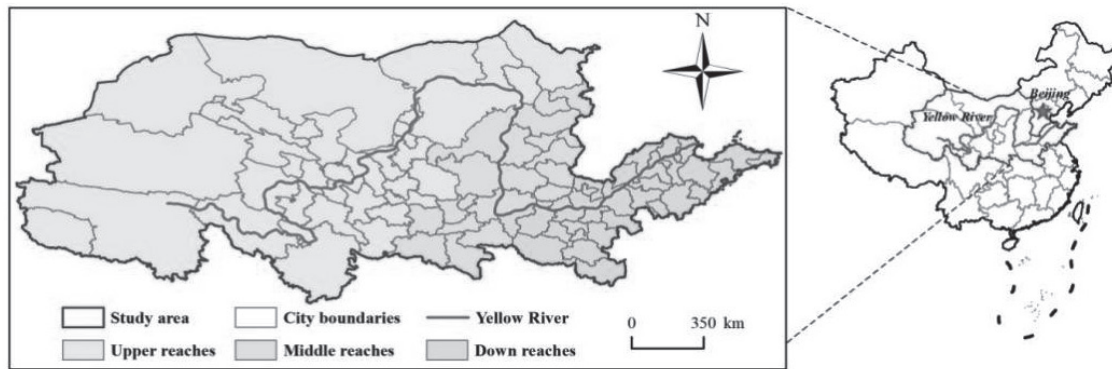 N
Beijing
Yellow River
Study area
City boundaries
Yellow River
0 350 km
Upper reaches
Middle reaches
Down reaches